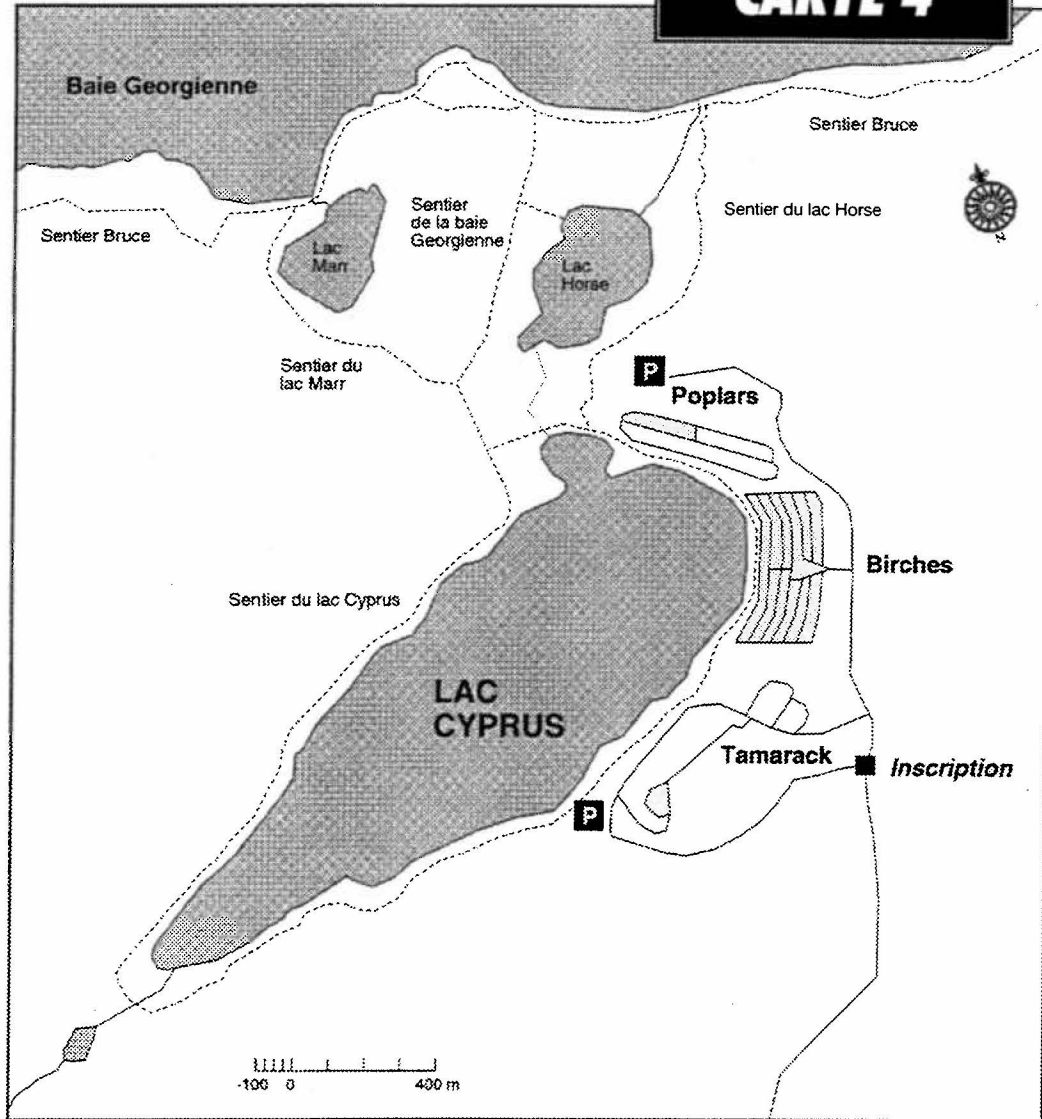 CARTE 4
Baie Georgienne
Sentier Bruce
Sentier
de la baie
Georgienne
Sentier du lac Horse
Sentier Bruce
Lac
Marr
Lac
Horse
Sentier du
lac Marr
P
Poplars
Birches
Sentier du lac Cyprus
LAC
CYPRUS
Tamarack
Inscription
P
-100 0 400 m